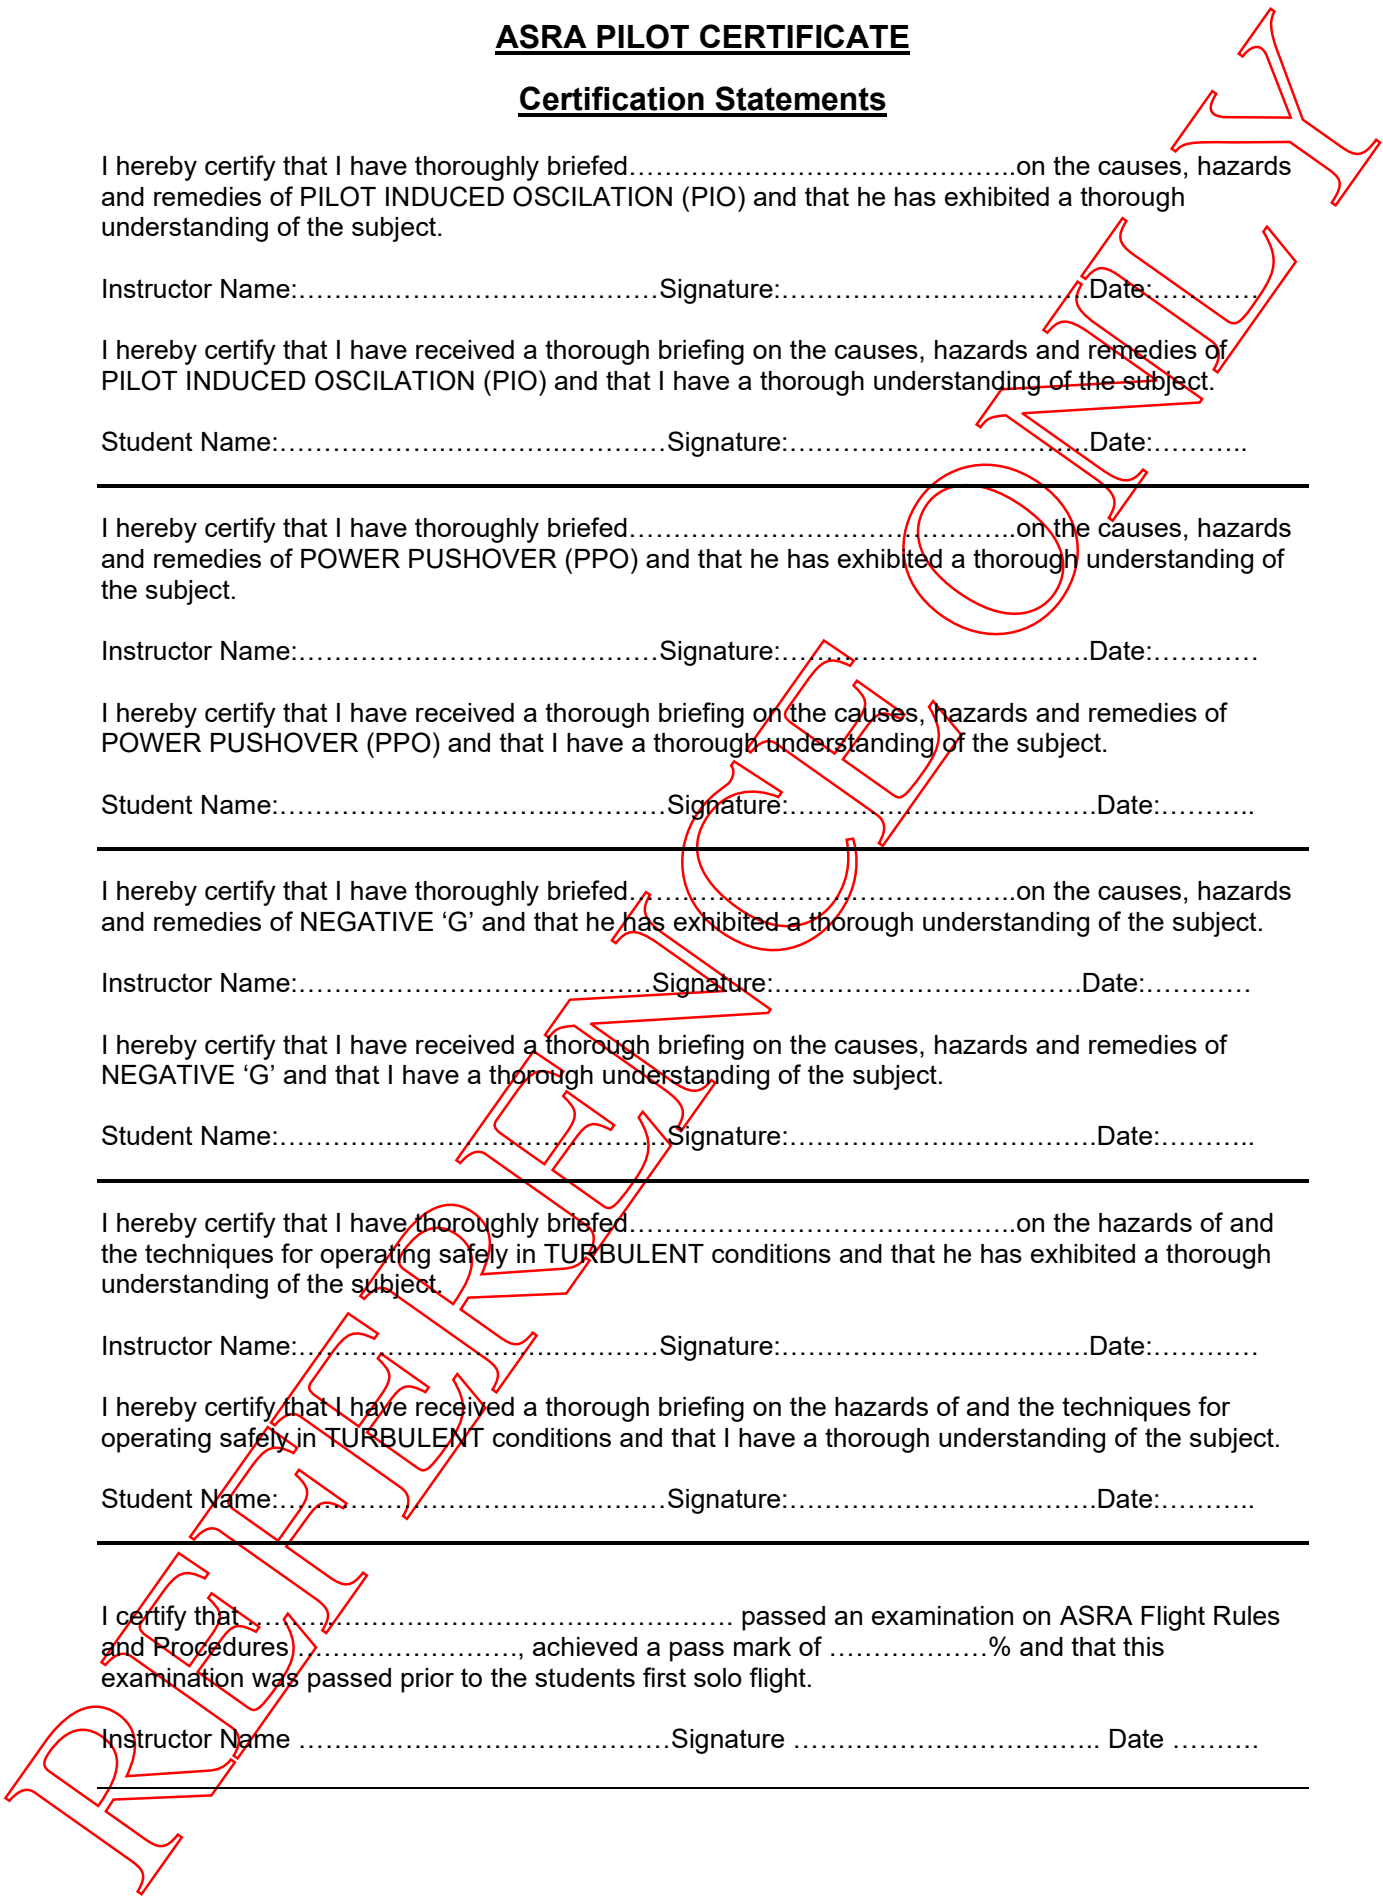 ASRA PILOT CERTIFICATE
Certification Statements
I hereby certify that I have thoroughly briefed……………………………………..on the causes, hazards
and remedies of PILOT INDUCED OSCILATION (PIO) and that he has exhibited a thorough
understanding of the subject.
Instructor Name:……….………………….………Signature:…………………….……….Date:…………
I hereby certify that I have received a thorough briefing on the causes, hazards and remedies of
PILOT INDUCED OSCILATION (PIO) and that I have a thorough understanding of the subject.
Student Name:……………….………….…………Signature:…………………………….Date:………..
I hereby certify that I have thoroughly briefed……………………………………..on the causes, hazards
and remedies of POWER PUSHOVER (PPO) and that he has exhibited a thorough understanding of
the subject.
Instructor Name:………………………..…………Signature:………………….………….Date:…………
I hereby certify that I have received a thorough briefing on the causes, hazards and remedies of
POWER PUSHOVER (PPO) and that I have a thorough understanding of the subject.
Student Name:…………………………..…………Signature:………………….………….Date:………..
I hereby certify that I have thoroughly briefed……………………………………..on the causes, hazards
and remedies of NEGATIVE ‘G’ and that he has exhibited a thorough understanding of the subject.
Instructor Name:………………………….………Signature:………………….………….Date:…………
I hereby certify that I have received a thorough briefing on the causes, hazards and remedies of
NEGATIVE ‘G’ and that I have a thorough understanding of the subject.
Student Name:…………..…………………………Signature:…………………………….Date:………..
I hereby certify that I have thoroughly briefed……………………………………..on the hazards of and
the techniques for operating safely in TURBULENT conditions and that he has exhibited a thorough
understanding of the subject.
Instructor Name:……………..………….…………Signature:……….…………………….Date:…………
I hereby certify that I have received a thorough briefing on the hazards of and the techniques for
operating safely in TURBULENT conditions and that I have a thorough understanding of the subject.
Student Name:…………………………..…………Signature:………………….………….Date:………..
I certify that ………………………………………………. passed an examination on ASRA Flight Rules
and Procedures ……………………., achieved a pass mark of ………………% and that this
examination was passed prior to the students first solo flight.
Instructor Name ……………………………………Signature …………………………….. Date ……….
REFERENCE ONLY